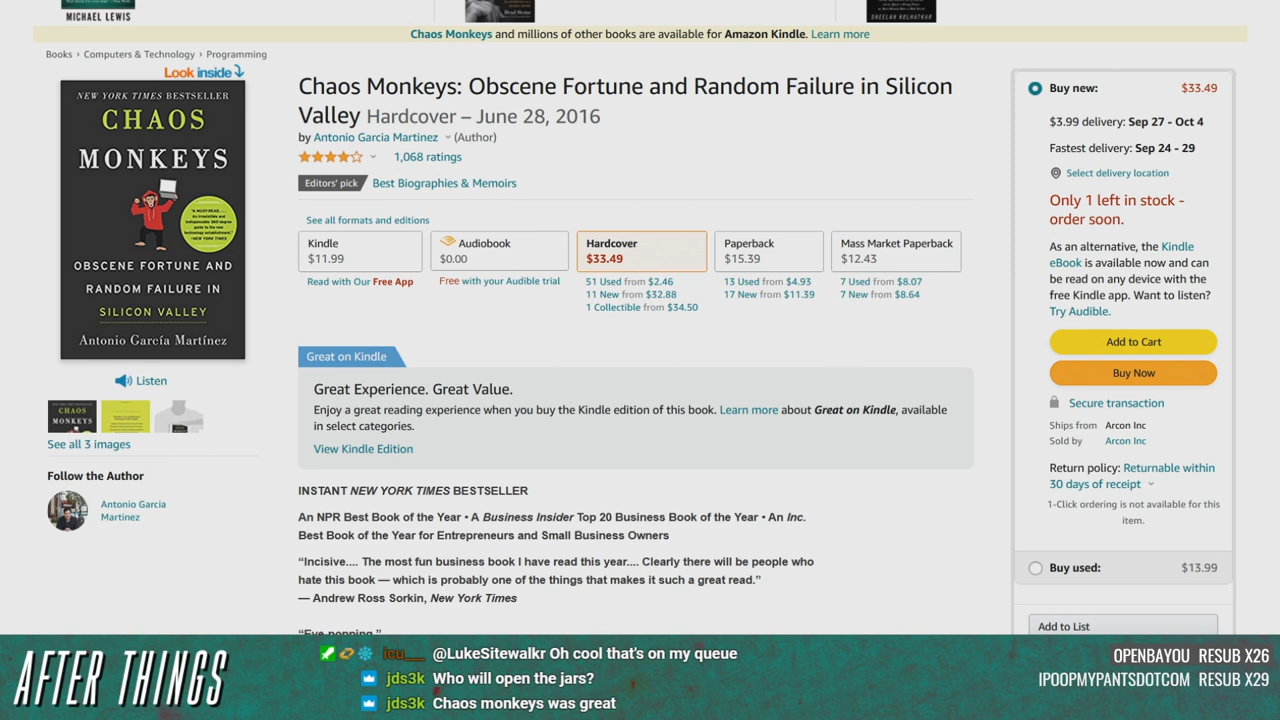 MICHAEL LEWIS
SHEELAH KOLHATKAR
Chaos Monkeys and millions of other books are available for Amazon Kindle. Learn more
Books › Computers & Technology › Programming
Look inside
NEW YORK TIMES BESTSELLER
CHAOS
MONKEYS
OBSCENE FORTUNE AND
RANDOM FAILURE IN
SILICON VALLEY
Antonio García Martínez
Listen
CHAOS
MONKEYS
See all 3 images
Follow the Author
Antonio Garcia
Martinez
Chaos Monkeys: Obscene Fortune and Random Failure in Silicon
Valley Hardcover – June 28, 2016
by Antonio Garcia Martinez (Author)
1,068 ratings
Editors' pick Best Biographies & Memoirs
See all formats and editions
Kindle
$11.99
Read with Our Free App
Audiobook
$0.00
Free with your Audible trial
Hardcover
$33.49
51 Used from $2.46
11 New from $32.88
1 Collectible from $34.50
Paperback
$15.39
13 Used from $4.93
17 New from $11.39
Mass Market Paperback
$12.43
7 Used from $8.07
7 New from $8.64
Great on Kindle
Great Experience. Great Value.
Enjoy a great reading experience when you buy the Kindle edition of this book. Learn more about Great on Kindle, available
in select categories.
View Kindle Edition
INSTANT NEW YORK TIMES BESTSELLER
An NPR Best Book of the Year • A Business Insider Top 20 Business Book of the Year • An Inc.
Best Book of the Year for Entrepreneurs and Small Business Owners
“Incisive.... The most fun business book I have read this year.... Clearly there will be people who
hate this book — which is probably one of the things that makes it such a great read.”
— Andrew Ross Sorkin, New York Times
“Eye-popping.”
Buy new: $33.49
$3.99 delivery: Sep 27 - Oct 4
Fastest delivery: Sep 24 - 29
Select delivery location
Only 1 left in stock -
order soon.
As an alternative, the Kindle
eBook is available now and can
be read on any device with the
free Kindle app. Want to listen?
Try Audible.
Add to Cart
Buy Now
Secure transaction
Ships from Arcon Inc
Sold by Arcon Inc
Return policy: Returnable within
30 days of receipt
1-Click ordering is not available for this
item.
Buy used: $13.99
Add to List
AFTER THINGS
icu__ @LukeSitewalkr Oh cool that's on my queue
jds3k Who will open the jars?
jds3k Chaos monkeys was great
OPENBAYOU RESUB X26
IPOOPMYPANTSDOTCOM RESUB X29